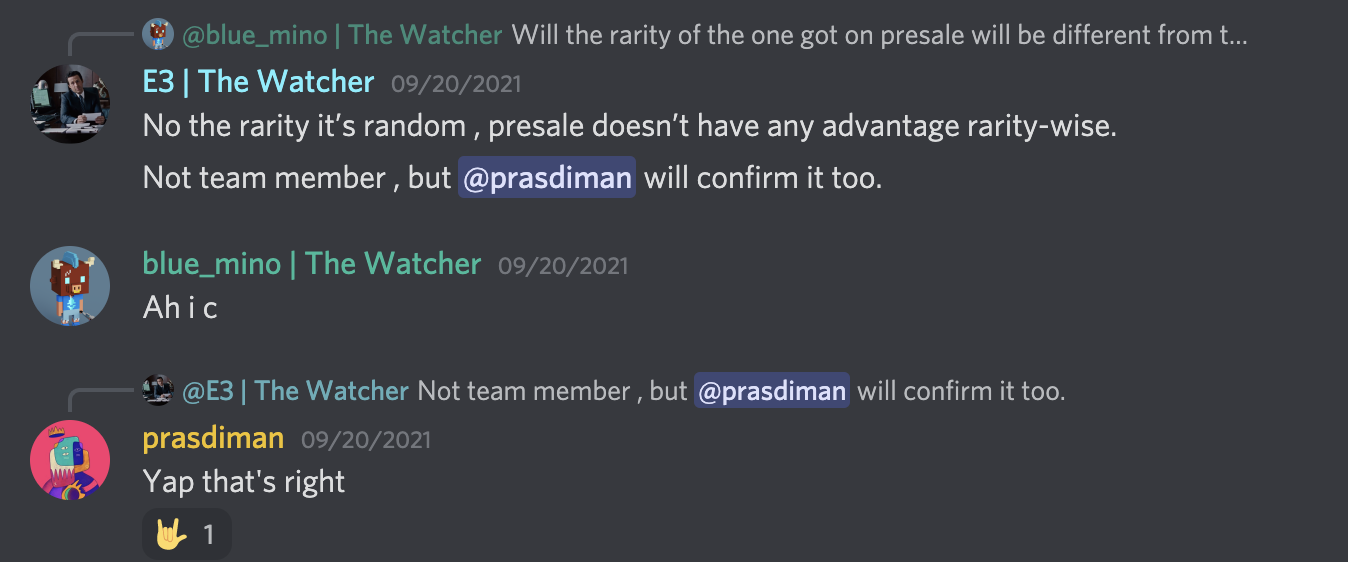 @blue_mino | The Watcher Will the rarity of the one got on presale will be different from t...
E3 | The Watcher 09/20/2021
No the rarity it’s random , presale doesn’t have any advantage rarity-wise.
Not team member , but @prasdiman will confirm it too.
blue_mino | The Watcher 09/20/2021
Ah i c
@E3 | The Watcher Not team member , but @prasdiman will confirm it too.
prasdiman 09/20/2021
Yap that's right
1